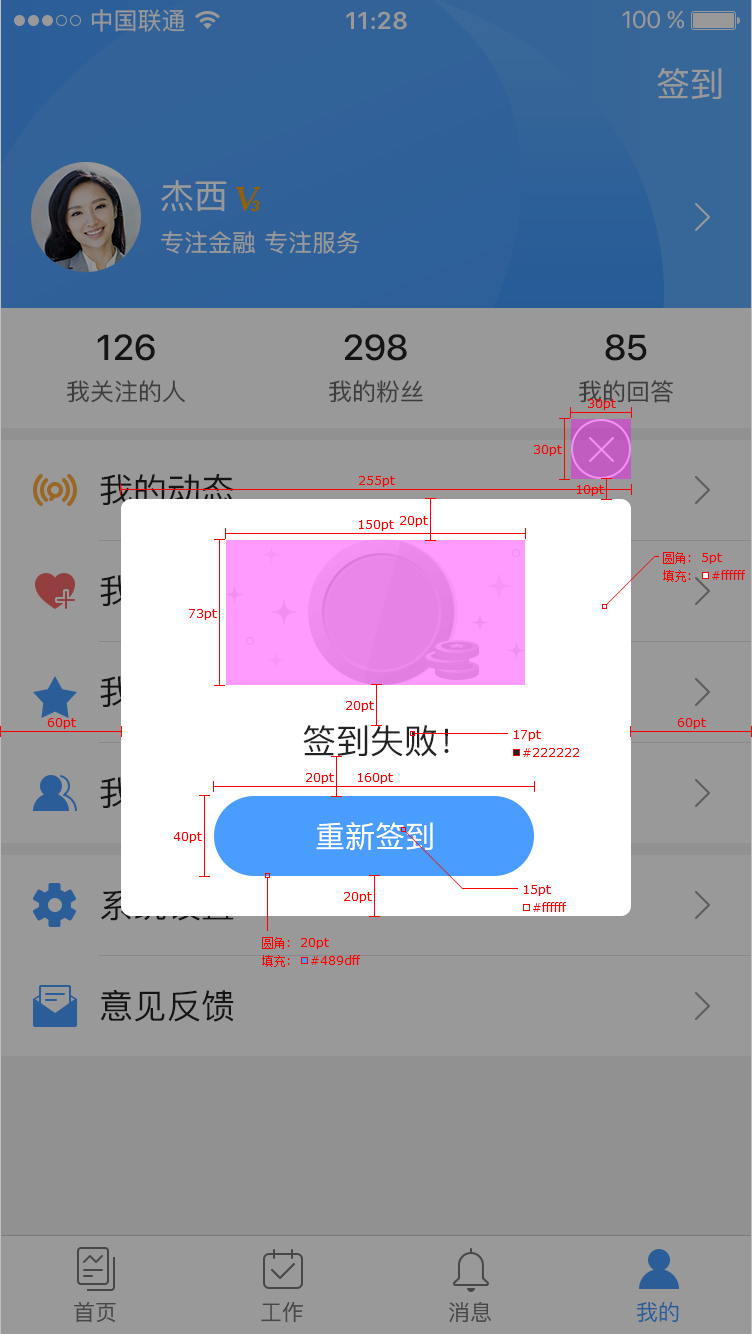 中国联通 11:28 100 %
签到
杰西 V3
专注金融 专注服务
126 298 85
我关注的人 我的粉丝 我的回答
30pt
30pt
255pt 10pt
我的动态
150pt 20pt
圆角: 5pt
填充: #ffffff
我
73pt
我
20pt
60pt 60pt
签到失败!
17pt
#222222
20pt 160pt
我
40pt 重新签到
15pt
20pt
#ffffff
系统设置
圆角: 20pt
填充: #489dff
意见反馈
首页 工作 消息 我的